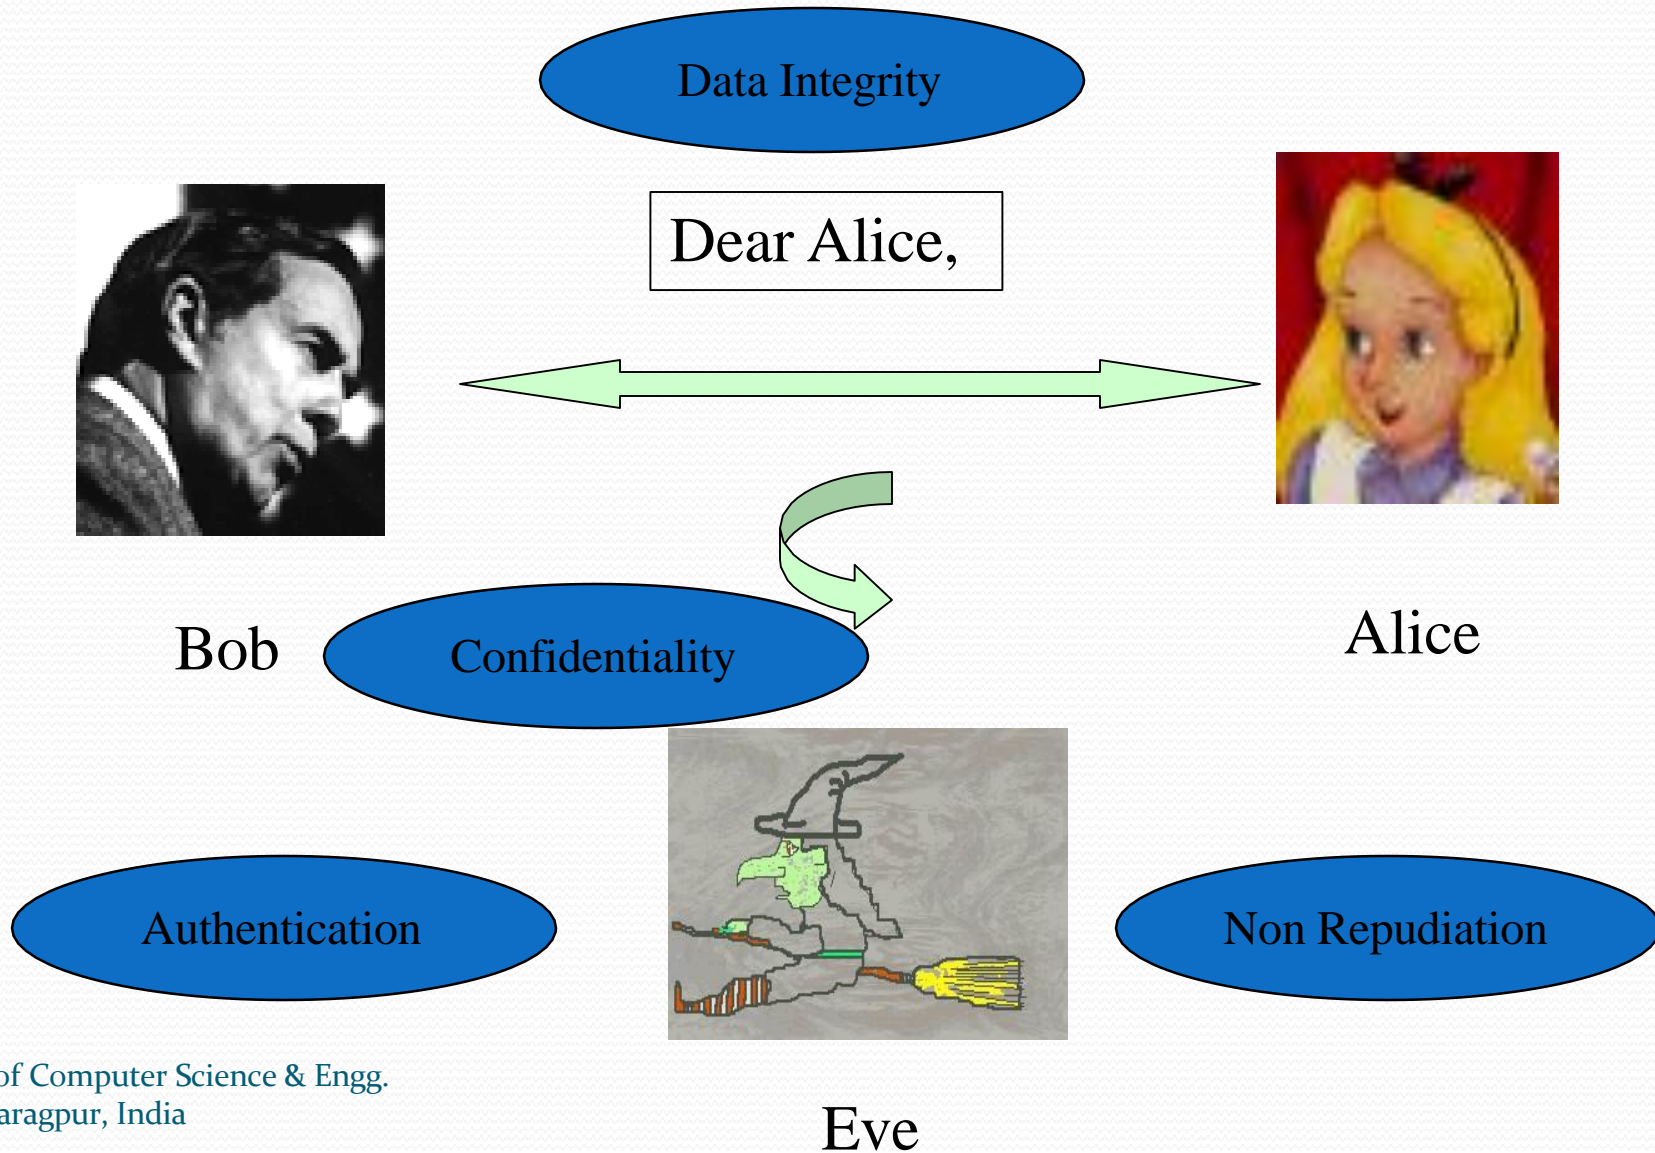 Data Integrity
Dear Alice,
Bob
Confidentiality
Alice
Authentication
Non Repudiation
of Computer Science & Engg.
aragpur, India
Eve